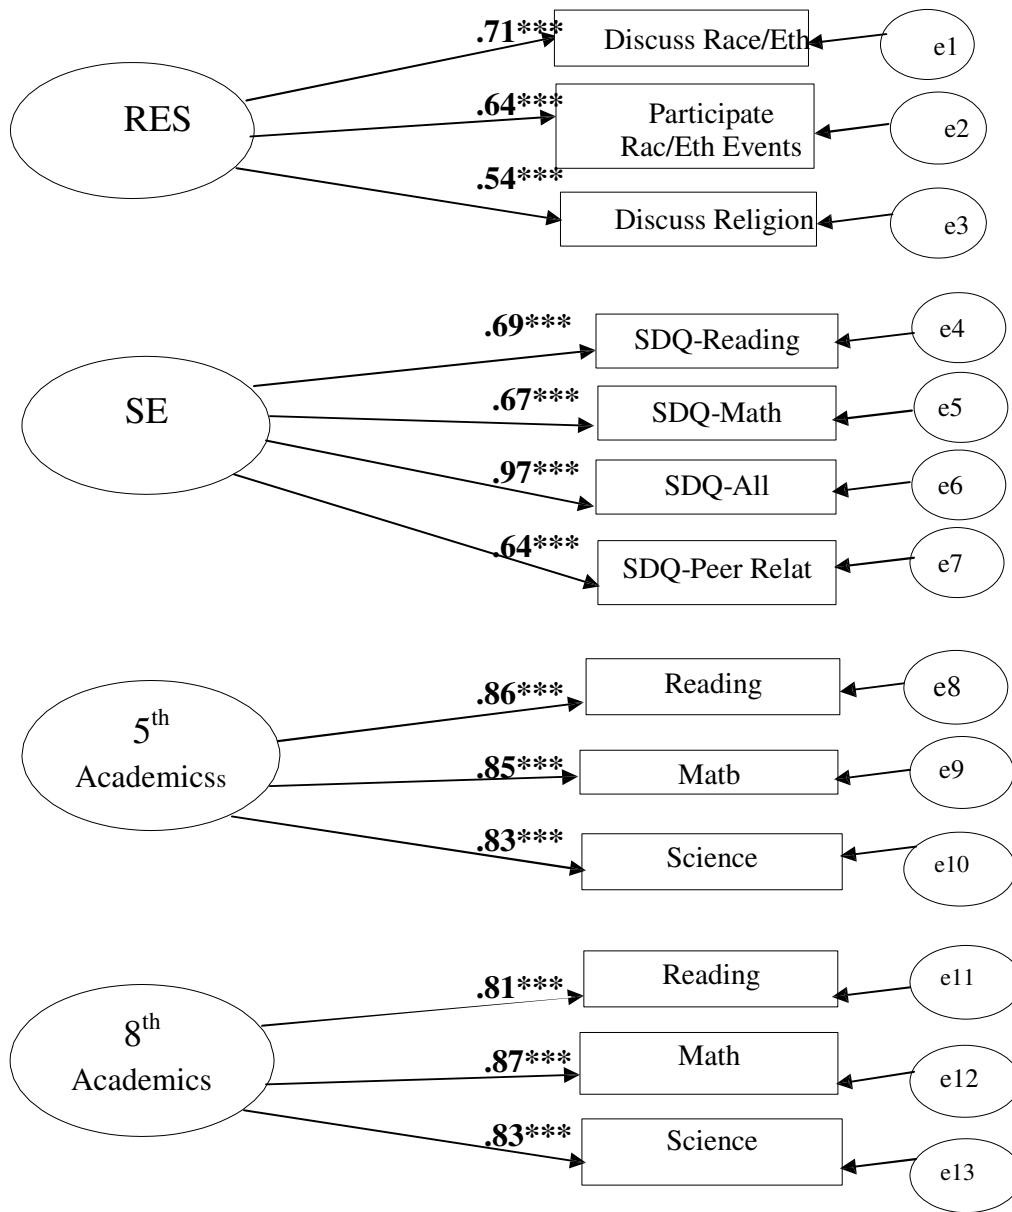 .71***
Discuss Race/Eth
e1
RES
.64***
Participate
Rac/Eth Events
e2
.54***
Discuss Religion
e3
.69***
SDQ-Reading
e4
SE
.67***
SDQ-Math
e5
.97***
SDQ-All
e6
.64***
SDQ-Peer Relat
e7
.86***
Reading
e8
5th
Academicss
.85***
Matb
e9
.83***
Science
e10
.81***
Reading
e11
8th
Academics
.87***
Math
e12
.83***
Science
e13